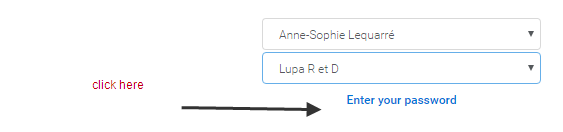 Anne-Sophie Lequarré
Lupa R et D
click here
Enter your password